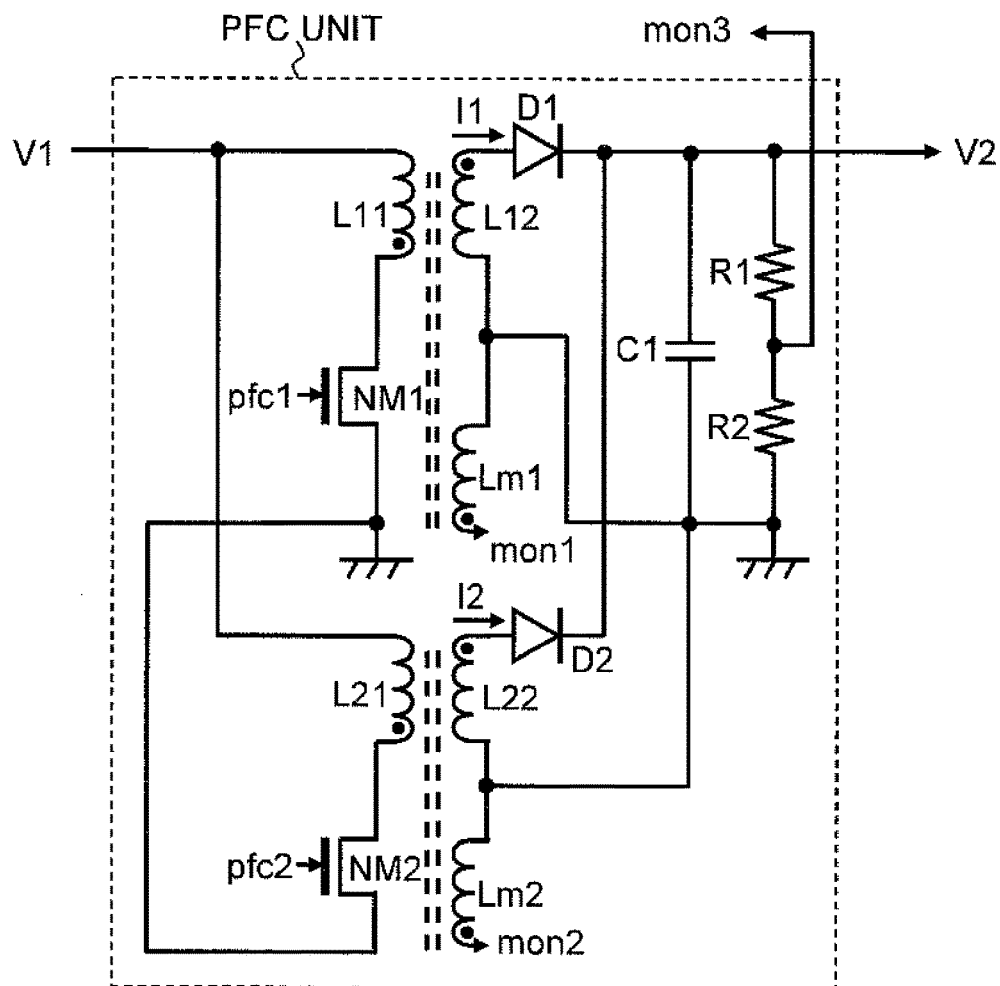 PFC UNIT
mon3
V1
I1
D1
V2
L11
L12
R1
C1
pfc1
NM1
R2
Lm1
mon1
I2
D2
L21
L22
pfc2
NM2
Lm2
mon2